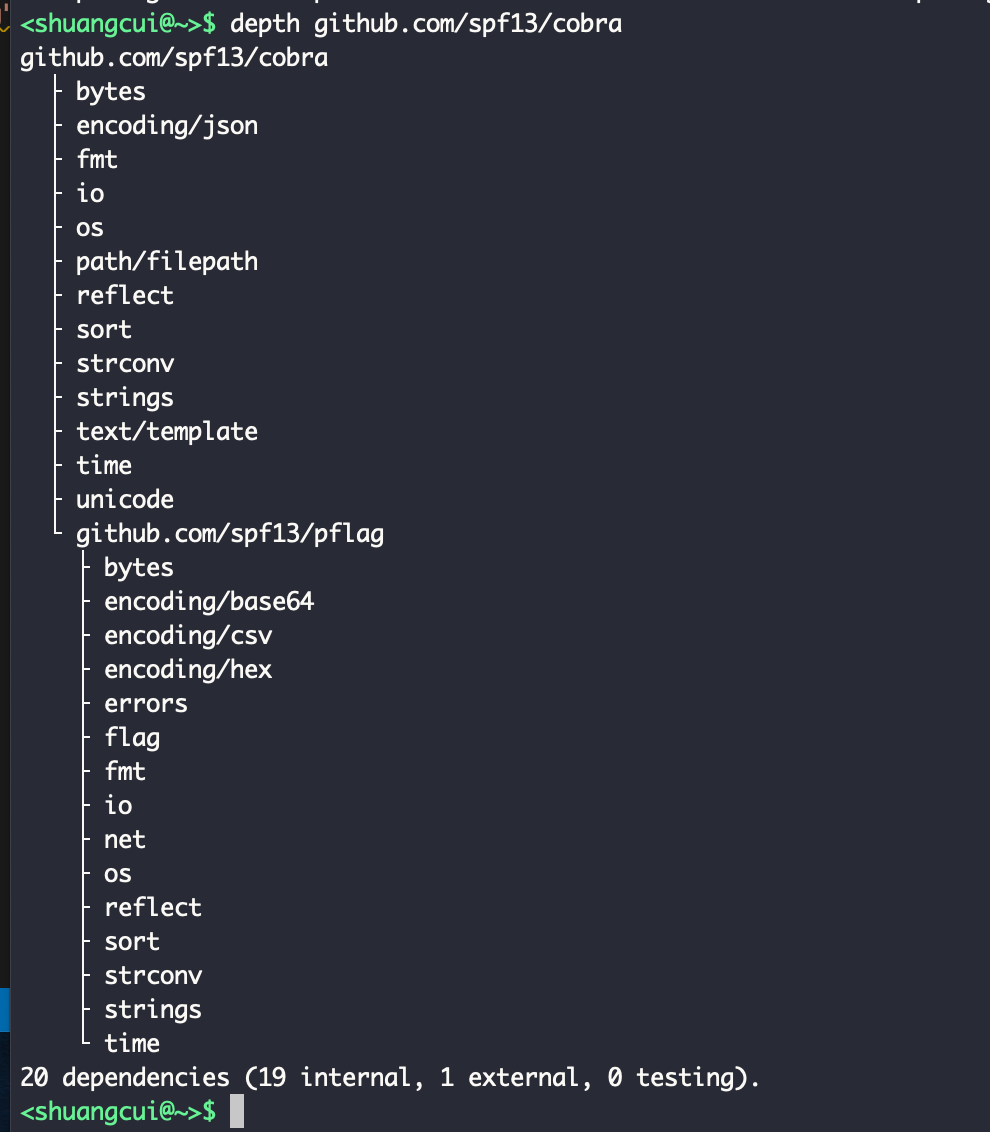 <shuangcui@~>$ depth github.com/spf13/cobra
github.com/spf13/cobra
├ bytes
├ encoding/json
├ fmt
├ io
├ os
├ path/filepath
├ reflect
├ sort
├ strconv
├ strings
├ text/template
├ time
├ unicode
└ github.com/spf13/pflag
├ bytes
├ encoding/base64
├ encoding/csv
├ encoding/hex
├ errors
├ flag
├ fmt
├ io
├ net
├ os
├ reflect
├ sort
├ strconv
├ strings
└ time
20 dependencies (19 internal, 1 external, 0 testing).
<shuangcui@~>$